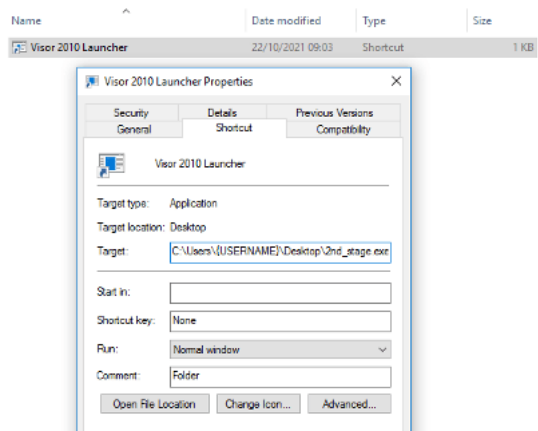 Name Date modified Type Size
Visor 2010 Launcher 22/10/2021 09:03 Shortcut 1 KB
Visor 2010 Launcher Properties
Security Details Previous Versions
General Shortcut Compatibility
Visor 2010 Launcher
Target type: Application
Target location: Desktop
Target: C:\Users\{USERNAME}\Desktop\2nd_stage.exe
Start in:
Shortcut key: None
Run: Normal window
Comment: Folder
Open File Location Change Icon... Advanced...